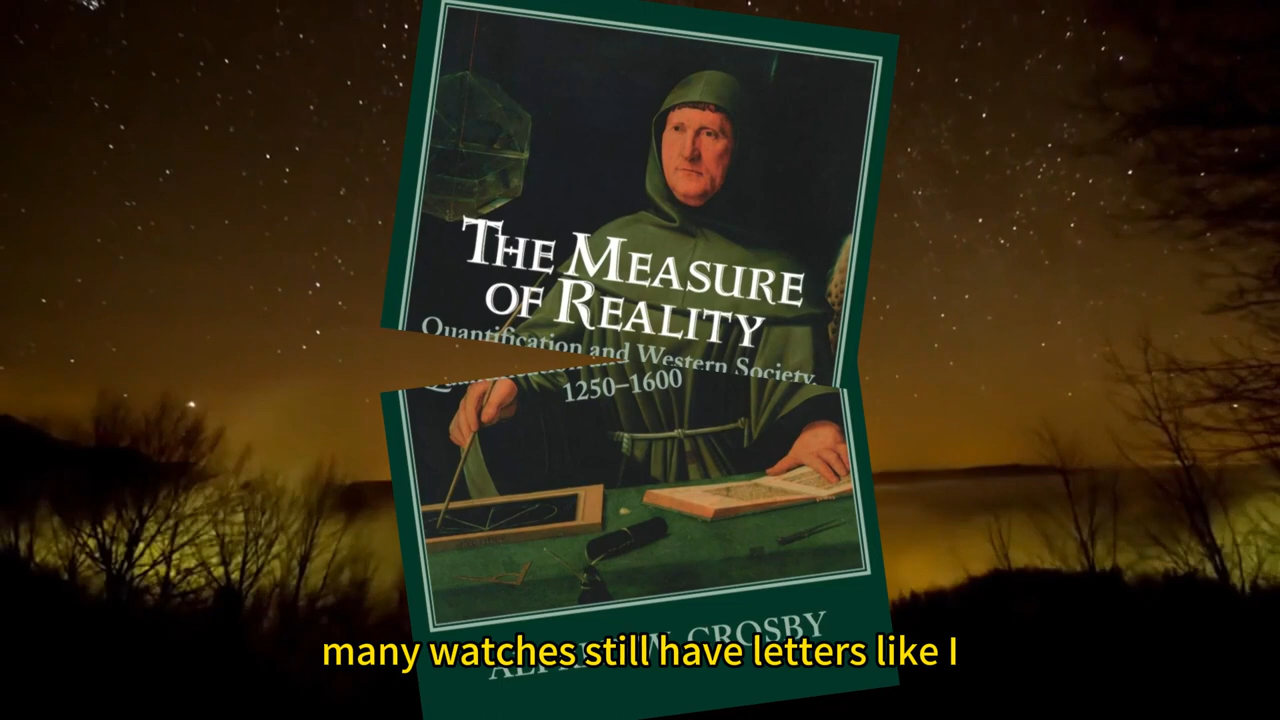 THE MEASURE
OF REALITY
Quantification and Western Society,
1250–1600
CROSBY
many watches still have letters like I